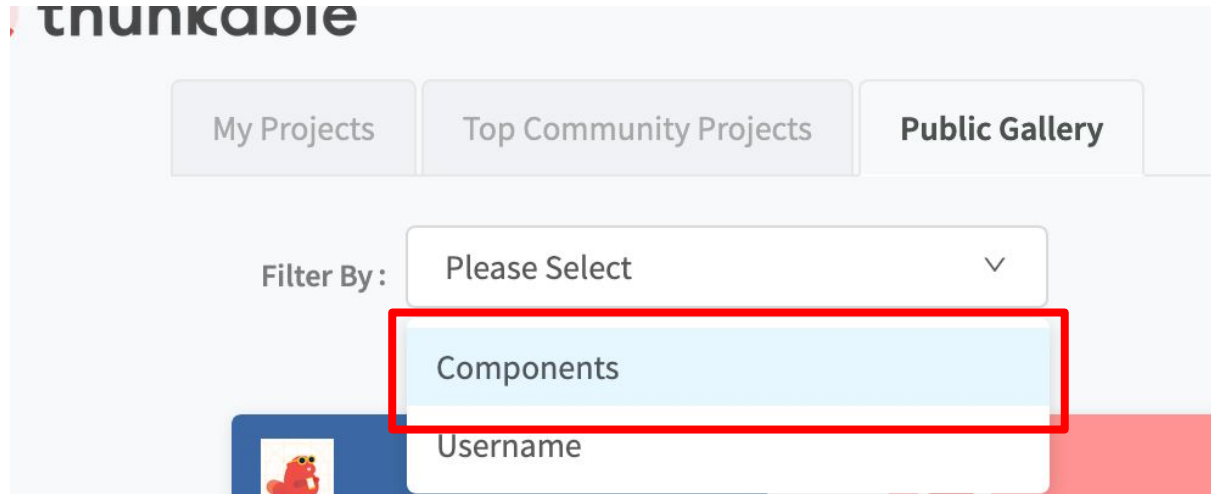 thunkable
My Projects Top Community Projects Public Gallery
Filter By : Please Select
Components
Username